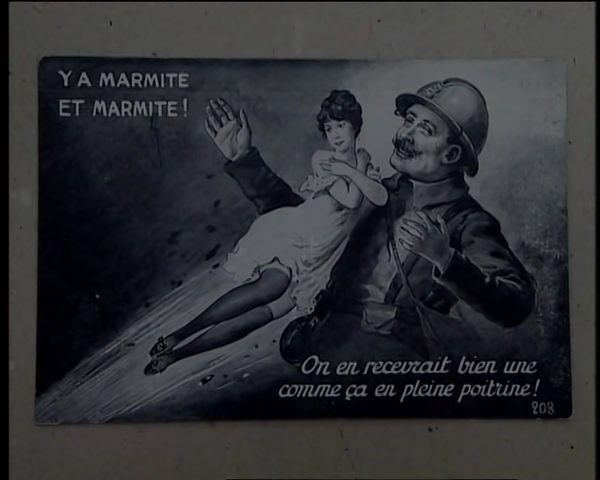 Y A MARMITE
ET MARMITE !
On en recevrait bien une
comme ça en pleine poitrine !
208